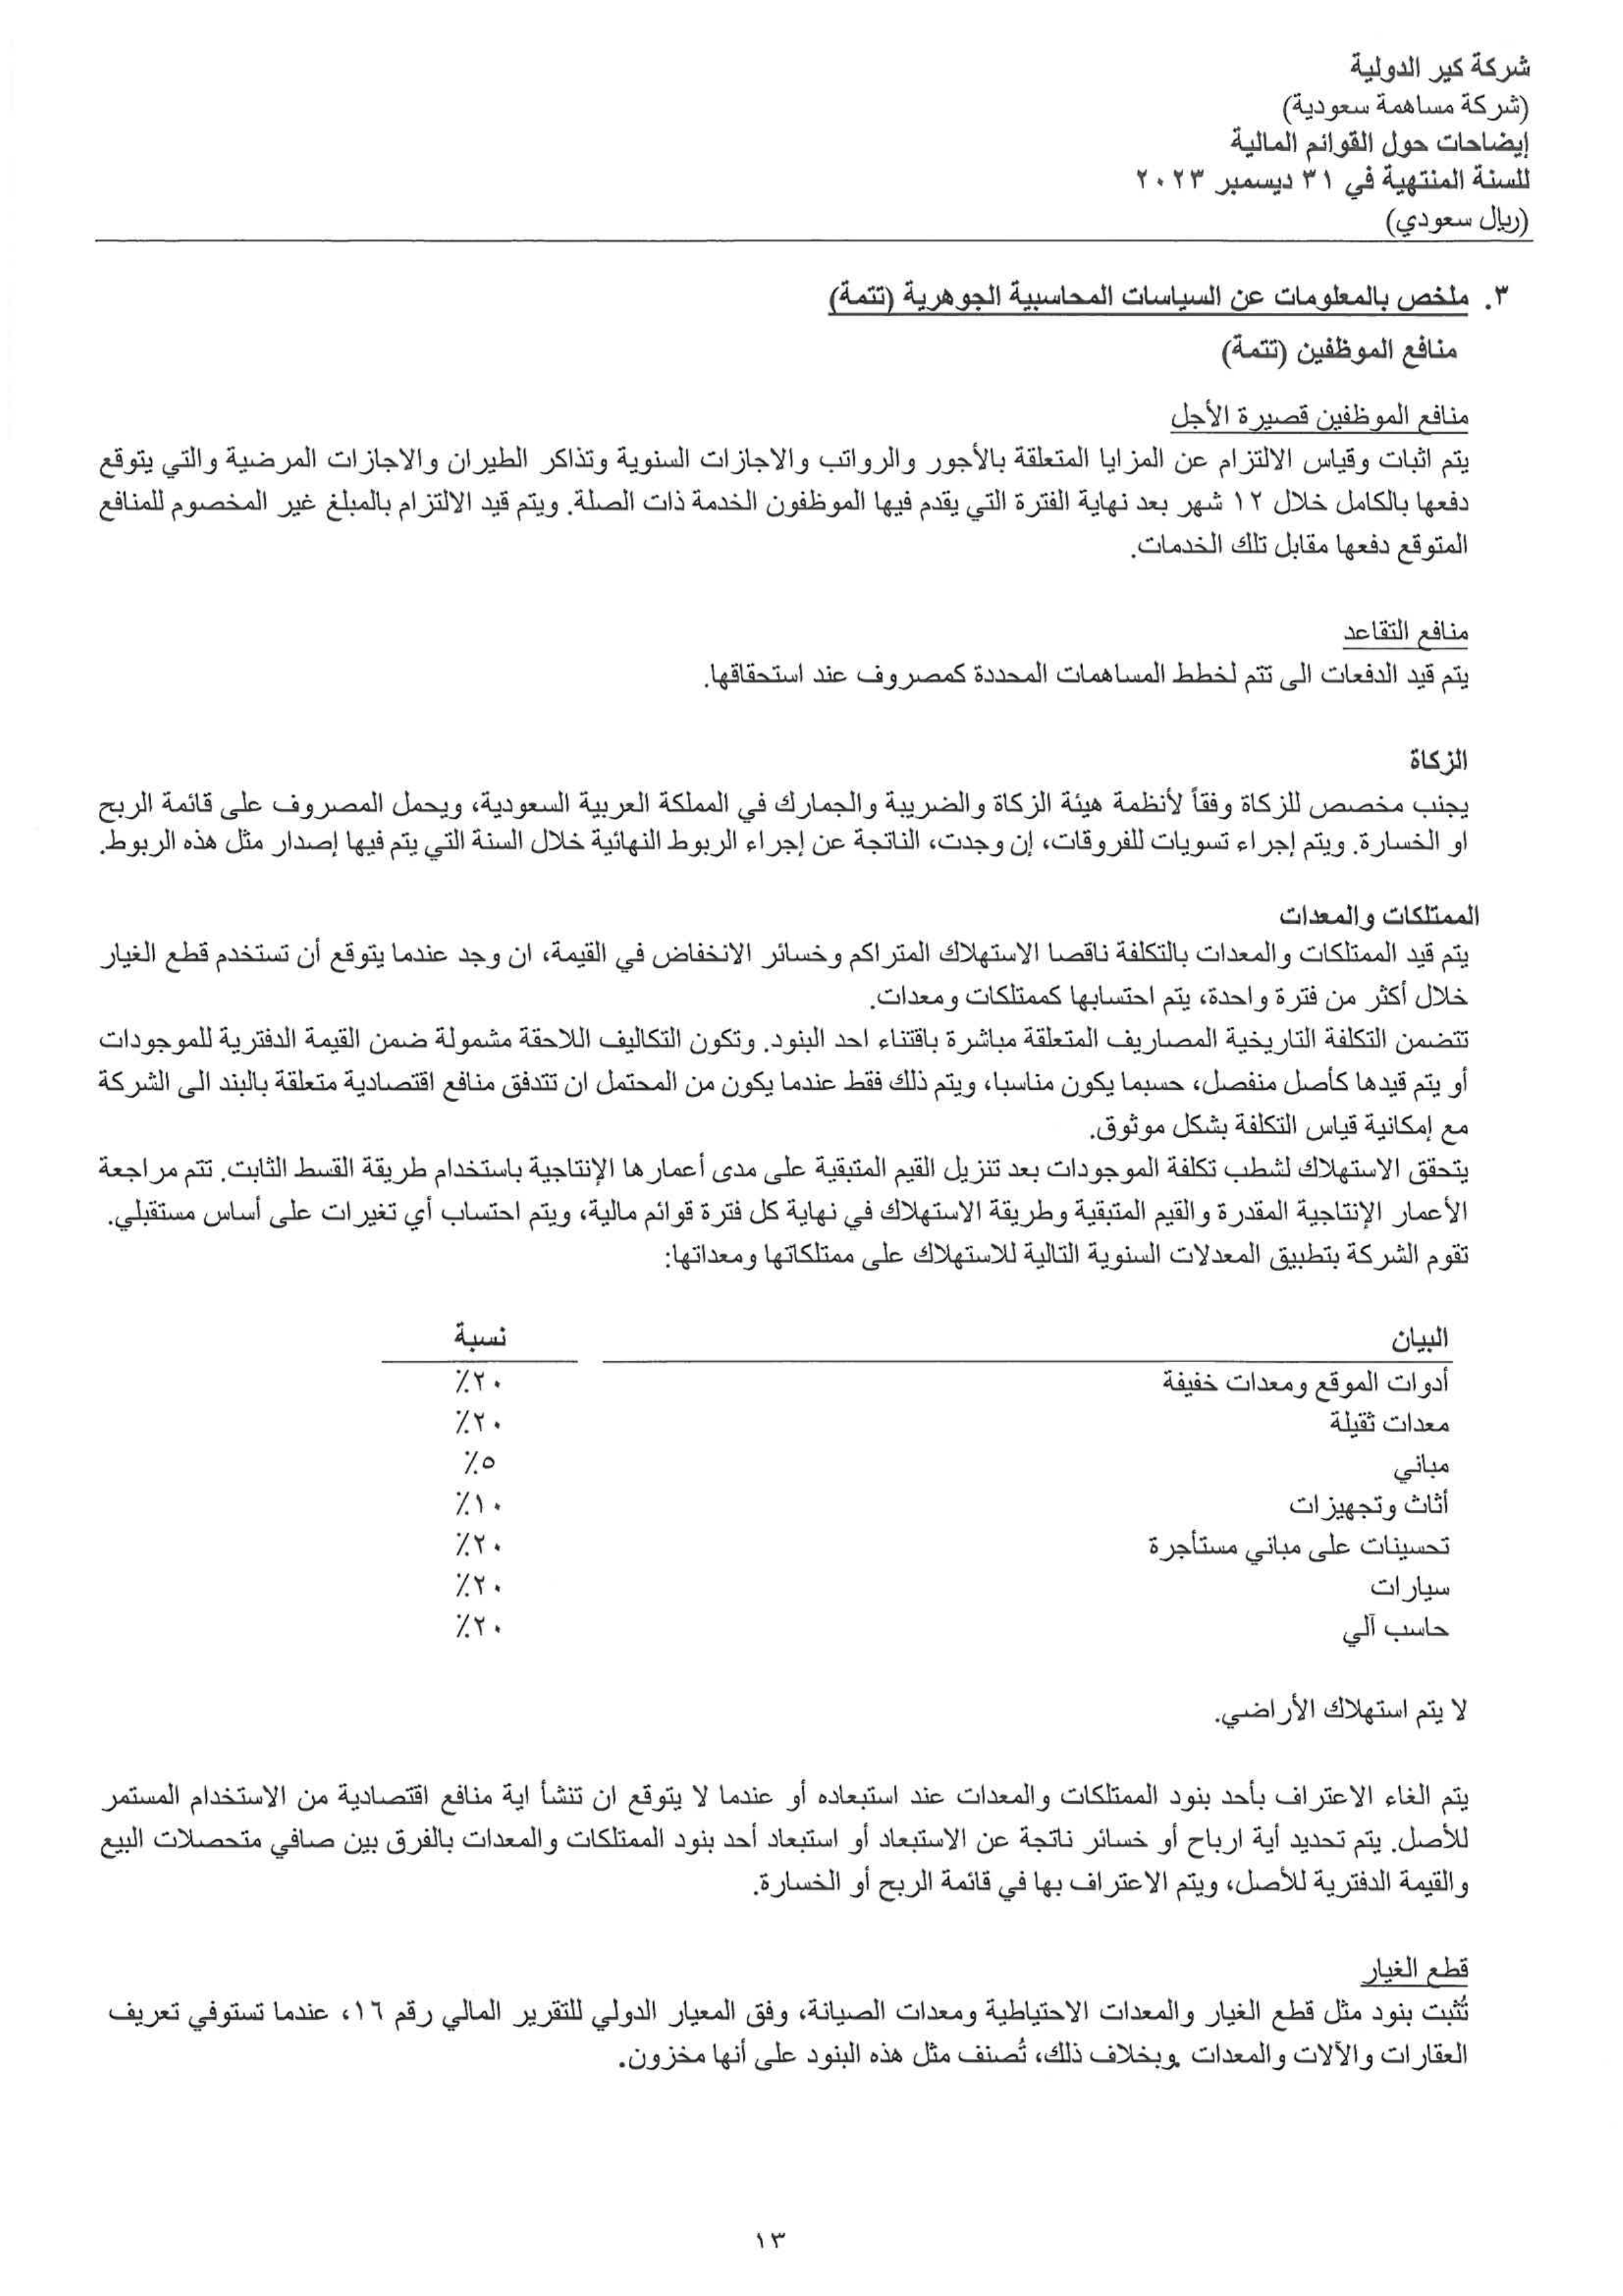 شركة كير الدولية
(شركة مساهمة سعودية)
إيضاحات حول القوائم المالية
للسنة المنتهية في ٣١ ديسمبر ٢٠٢٣
(ريال سعودي)
٣. ملخص بالمعلومات عن السياسات المحاسبية الجوهرية (تتمة)
منافع الموظفين (تتمة)
منافع الموظفين قصيرة الأجل
يتم اثبات وقياس الالتزام عن المزايا المتعلقة بالأجور والرواتب والاجازات السنوية وتذاكر الطيران والاجازات المرضية والتي يتوقع
دفعها بالكامل خلال ١٢ شهر بعد نهاية الفترة التي يقدم فيها الموظفون الخدمة ذات الصلة. ويتم قيد الالتزام بالمبلغ غير المخصوم للمنافع
المتوقع دفعها مقابل تلك الخدمات.
منافع التقاعد
يتم قيد الدفعات الى تتم لخطط المساهمات المحددة كمصروف عند استحقاقها.
الزكاة
يجنب مخصص للزكاة وفقاً لأنظمة هيئة الزكاة والضريبة والجمارك في المملكة العربية السعودية، ويحمل المصروف على قائمة الربح
او الخسارة. ويتم إجراء تسويات للفروقات، إن وجدت، الناتجة عن إجراء الربوط النهائية خلال السنة التي يتم فيها إصدار مثل هذه الربوط.
الممتلكات والمعدات
يتم قيد الممتلكات والمعدات بالتكلفة ناقصا الاستهلاك المتراكم وخسائر الانخفاض في القيمة، ان وجد عندما يتوقع أن تستخدم قطع الغيار
خلال أكثر من فترة واحدة، يتم احتسابها كممتلكات ومعدات.
تتضمن التكلفة التاريخية المصاريف المتعلقة مباشرة باقتناء احد البنود. وتكون التكاليف اللاحقة مشمولة ضمن القيمة الدفترية للموجودات
أو يتم قيدها كأصل منفصل، حسبما يكون مناسبا، ويتم ذلك فقط عندما يكون من المحتمل ان تتدفق منافع اقتصادية متعلقة بالبند الى الشركة
مع إمكانية قياس التكلفة بشكل موثوق.
يتحقق الاستهلاك لشطب تكلفة الموجودات بعد تنزيل القيم المتبقية على مدى أعمارها الإنتاجية باستخدام طريقة القسط الثابت. تتم مراجعة
الأعمار الإنتاجية المقدرة والقيم المتبقية وطريقة الاستهلاك في نهاية كل فترة قوائم مالية، ويتم احتساب أي تغيرات على أساس مستقبلي.
تقوم الشركة بتطبيق المعدلات السنوية التالية للاستهلاك على ممتلكاتها ومعداتها:
البيان نسبة
أدوات الموقع ومعدات خفيفة ٢٠٪
معدات ثقيلة ٢٠٪
مباني ٥٪
أثاث وتجهيزات ١٠٪
تحسينات على مباني مستأجرة ٢٠٪
سيارات ٢٠٪
حاسب آلي ٢٠٪
لا يتم استهلاك الأراضي.
يتم الغاء الاعتراف بأحد بنود الممتلكات والمعدات عند استبعاده أو عندما لا يتوقع ان تنشأ اية منافع اقتصادية من الاستخدام المستمر
للأصل. يتم تحديد أية ارباح أو خسائر ناتجة عن الاستبعاد أو استبعاد أحد بنود الممتلكات والمعدات بالفرق بين صافي متحصلات البيع
والقيمة الدفترية للأصل، ويتم الاعتراف بها في قائمة الربح أو الخسارة.
قطع الغيار
تُثبت بنود مثل قطع الغيار والمعدات الاحتياطية ومعدات الصيانة، وفق المعيار الدولي للتقرير المالي رقم ١٦، عندما تستوفي تعريف
العقارات والآلات والمعدات .وبخلاف ذلك، تُصنف مثل هذه البنود على أنها مخزون.
١٣